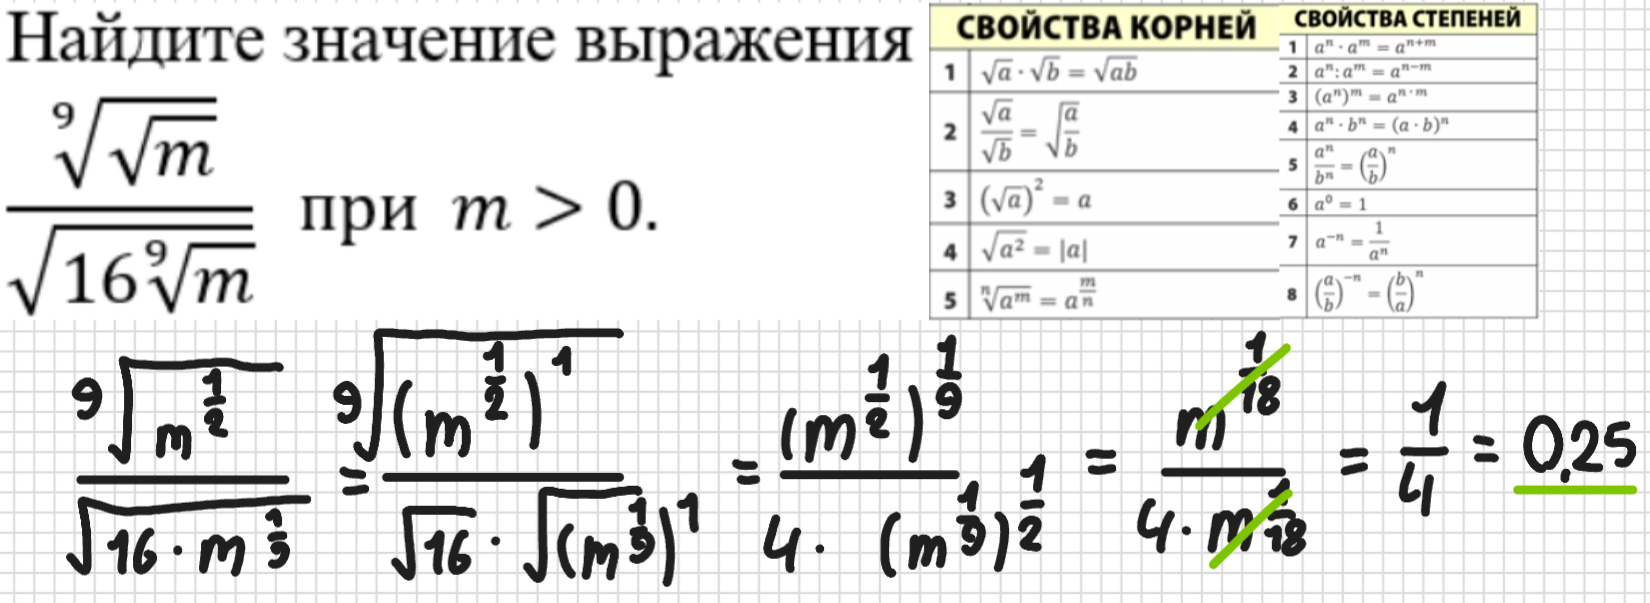 Найдите значение выражения
$\frac{\sqrt[9]{\sqrt{m}}}{\sqrt{16\sqrt[9]{m}}}$ при $m > 0.$
СВОЙСТВА КОРНЕЙ
1 $\sqrt{a} \cdot \sqrt{b} = \sqrt{ab}$
2 $\frac{\sqrt{a}}{\sqrt{b}} = \sqrt{\frac{a}{b}}$
3 $(\sqrt{a})^2 = a$
4 $\sqrt{a^2} = |a|$
5 $\sqrt[n]{a^m} = a^{\frac{m}{n}}$
СВОЙСТВА СТЕПЕНЕЙ
1 $a^n \cdot a^m = a^{n+m}$
2 $a^n : a^m = a^{n-m}$
3 $(a^n)^m = a^{n \cdot m}$
4 $a^n \cdot b^n = (a \cdot b)^n$
5 $\frac{a^n}{b^n} = \left(\frac{a}{b}\right)^n$
6 $a^0 = 1$
7 $a^{-n} = \frac{1}{a^n}$
8 $\left(\frac{a}{b}\right)^{-n} = \left(\frac{b}{a}\right)^n$
$\frac{\sqrt[9]{m^{\frac{1}{2}}}}{\sqrt{16 \cdot m^{\frac{1}{9}}}} = \frac{\sqrt[9]{(m^{\frac{1}{2}})^1}}{\sqrt{16} \cdot \sqrt{(m^{\frac{1}{9}})^1}} = \frac{(m^{\frac{1}{2}})^{\frac{1}{9}}}{4 \cdot (m^{\frac{1}{9}})^{\frac{1}{2}}} = \frac{m^{\frac{1}{18}}}{4 \cdot m^{\frac{1}{18}}} = \frac{1}{4} = 0,25$